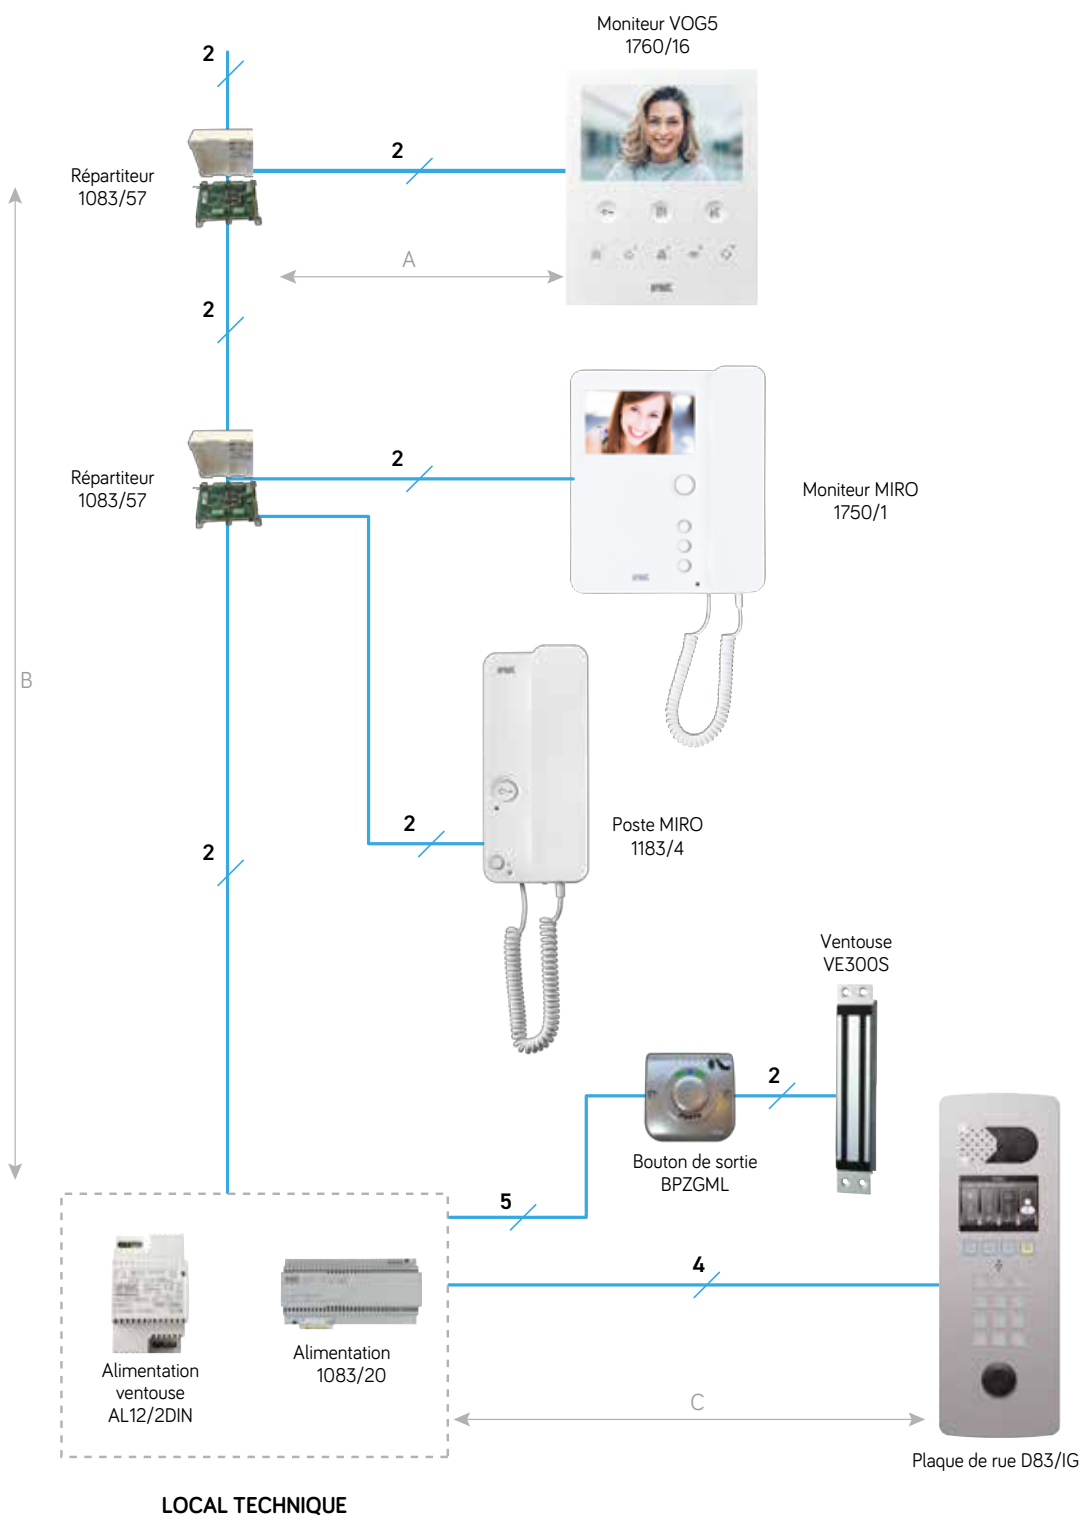 Moniteur VOG5
1760/16
2
Répartiteur
1083/57
2
A
2
Répartiteur
1083/57
2
Moniteur MIRO
1750/1
B
2
Poste MIRO
1183/4
2
Ventouse
VE300S
2
Bouton de sortie
BPZGML
5
4
Alimentation
ventouse
AL12/2DIN
Alimentation
1083/20
C
Plaque de rue D83/IG
LOCAL TECHNIQUE